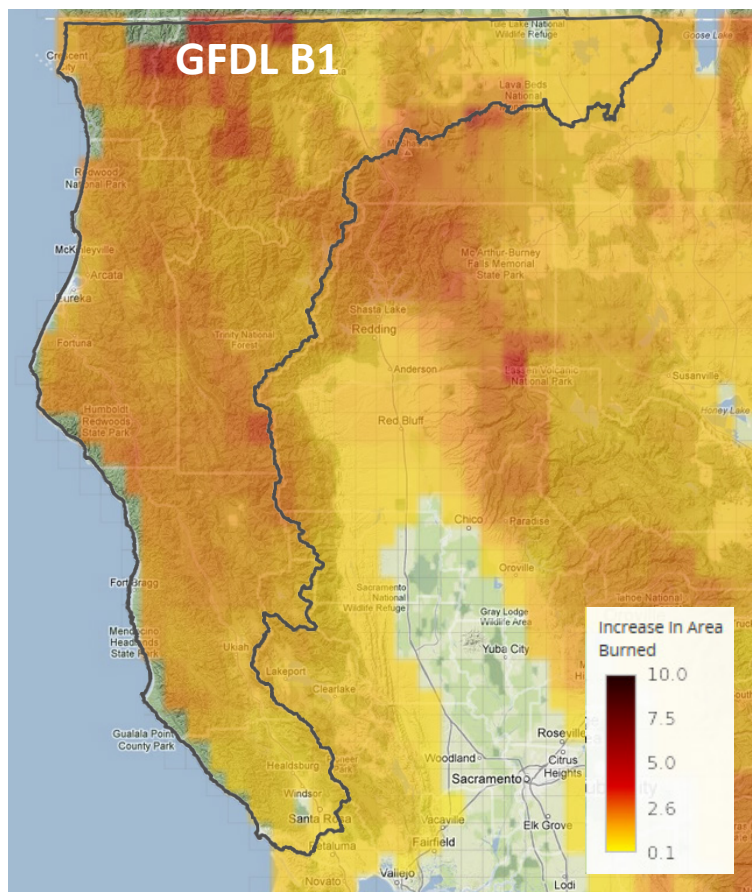 GFDL B1
Tule Lake National
Wildlife Refuge
Goose Lake
Crescent
City
Lava Beds
National
Redwood
National Park
McKinleyville
Arcata
Eureka
McArthur-Burney
Falls Memorial
State Park
Shasta Lake
Redding
Trinity National
Forest
Fortuna
Anderson
Lassen Volcanic
National Park
Susanville
Honey Lake
Humboldt
Redwoods
State Park
Red Bluff
Chico
Paradise
Fort Bragg
Oroville
Sacramento
National
Wildlife Refuge
Tahoe National
Gray Lodge
Wildlife Area
Mendocino
Headlands
State Park
Ukiah
Yuba City
Lakeport
Clearlake
Gualala Point
County Park
Healdsburg
Windsor
Santa Rosa
Woodland
Roseville
Citrus
Heights
Sacramento
Elk Grove
Petaluma
Vacaville
Fairfield
Novato
Vallejo
Lodi
Increase In Area
Burned
10.0
7.5
5.0
2.6
0.1